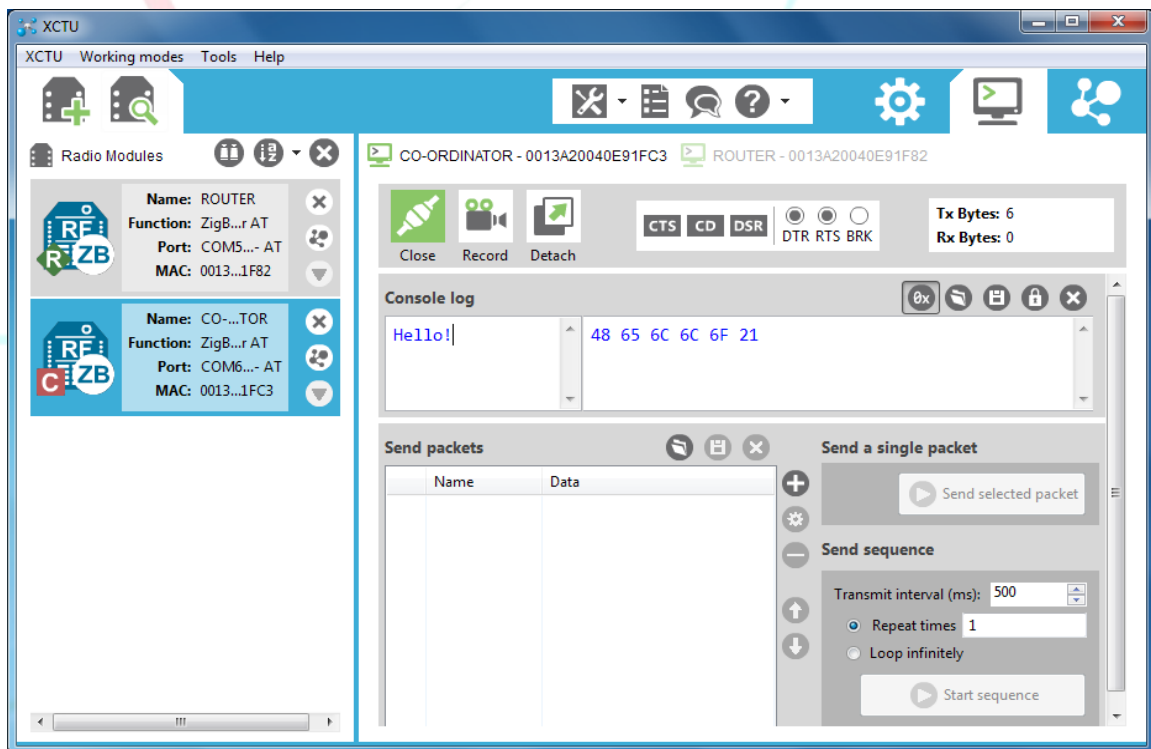 XCTU
XCTU Working modes Tools Help
Radio Modules
Name: ROUTER
Function: ZigB...r AT
Port: COM5...- AT
MAC: 0013...1F82
RF
R ZB
Name: CO-...TOR
Function: ZigB...r AT
Port: COM6...- AT
MAC: 0013...1FC3
RF
C ZB
CO-ORDINATOR - 0013A20040E91FC3 ROUTER - 0013A20040E91F82
Close Record Detach
CTS CD DSR
DTR RTS BRK
Tx Bytes: 6
Rx Bytes: 0
Console log
0x
Hello! 48 65 6C 6C 6F 21
Send packets
Name Data
Send a single packet
Send selected packet
Send sequence
Transmit interval (ms): 500
Repeat times 1
Loop infinitely
Start sequence